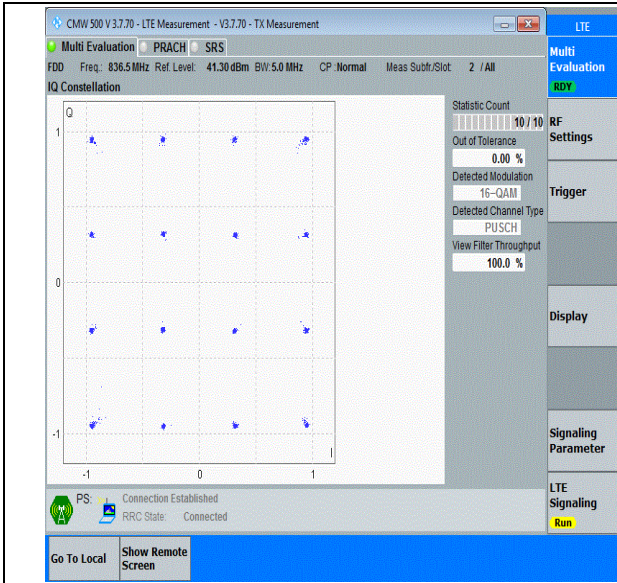 CMW 500 V 3.7.70 - LTE Measurement - V3.7.70 - TX Measurement
LTE
Multi Evaluation
PRACH
SRS
FDD Freq.: 836.5 MHz Ref. Level: 41.30 dBm BW: 5.0 MHz CP : Normal Meas Subfr./Slot: 2 / All
IQ Constellation
Q
1
0
-1
-1 0 1
I
Statistic Count
10 / 10
Out of Tolerance
0.00 %
Detected Modulation
16-QAM
Detected Channel Type
PUSCH
View Filter Throughput
100.0 %
Multi
Evaluation
RDY
RF
Settings
Trigger
Display
Signaling
Parameter
LTE
Signaling
Run
PS: Connection Established
RRC State: Connected
Go To Local
Show Remote
Screen